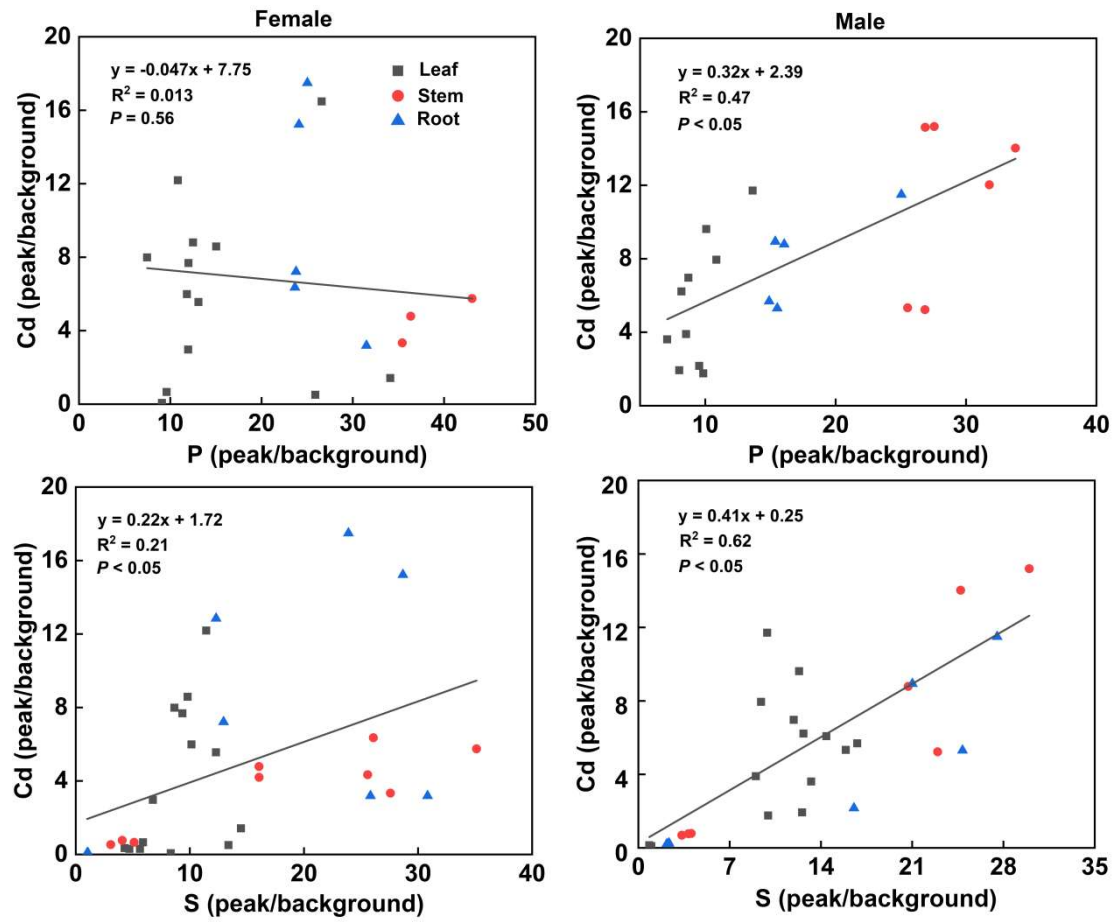 Female
20
16
12
8
4
0
Cd (peak/background)
y = -0.047x + 7.75
R² = 0.013
P = 0.56
Leaf
Stem
Root
0 10 20 30 40 50
P (peak/background)
Male
20
16
12
8
4
0
Cd (peak/background)
y = 0.32x + 2.39
R² = 0.47
P < 0.05
10 20 30 40
P (peak/background)
20
16
12
8
4
0
Cd (peak/background)
y = 0.22x + 1.72
R² = 0.21
P < 0.05
0 10 20 30 40
S (peak/background)
20
16
12
8
4
0
Cd (peak/background)
y = 0.41x + 0.25
R² = 0.62
P < 0.05
0 7 14 21 28 35
S (peak/background)